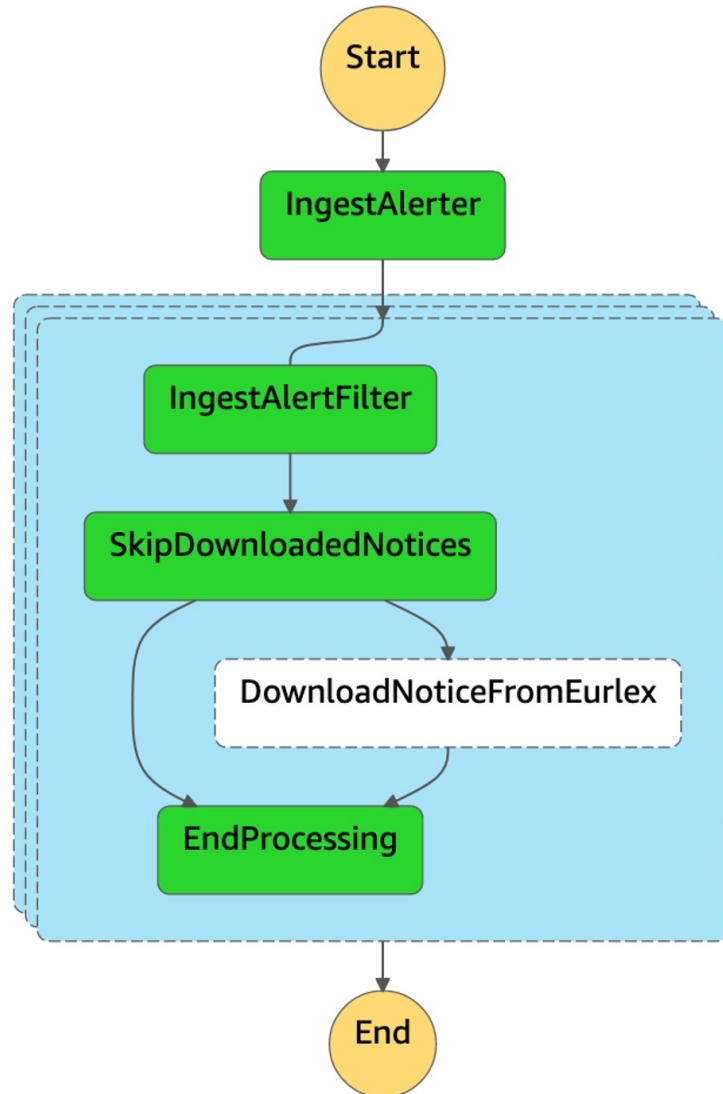 Start
IngestAlerter
IngestAlertFilter
SkipDownloadedNotices
DownloadNoticeFromEurlex
EndProcessing
End